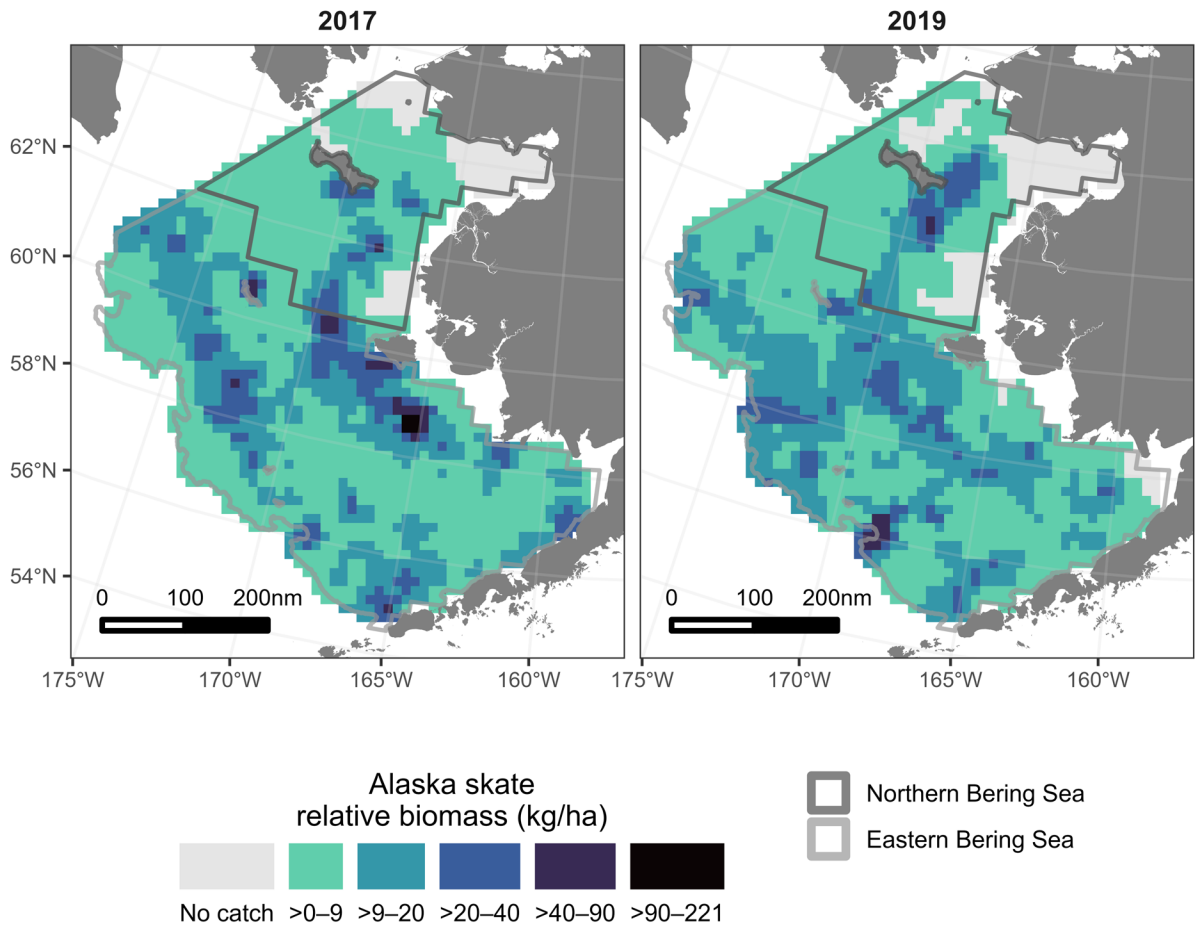 2017
2019
62°N
60°N
58°N
56°N
54°N
0 100 200nm
0 100 200nm
175°W 170°W 165°W 160°W
175°W 170°W 165°W 160°W
Alaska skate
relative biomass (kg/ha)
No catch >0–9 >9–20 >20–40 >40–90 >90–221
Northern Bering Sea
Eastern Bering Sea